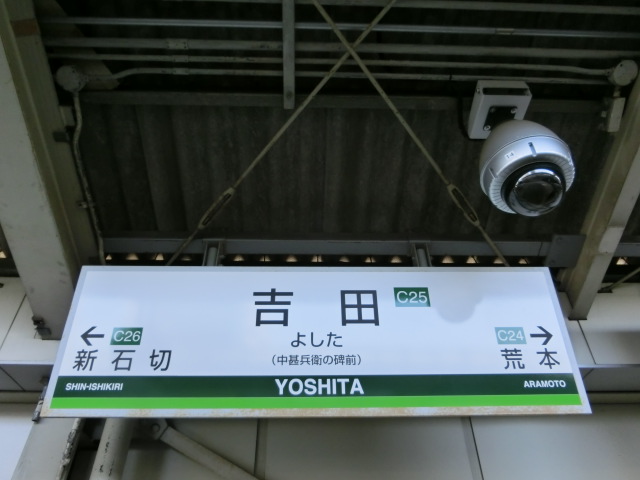 吉田 C25
よした
(中甚兵衛の碑前)
← C26
新石切
C24 →
荒本
SHIN-ISHIKIRI YOSHITA ARAMOTO